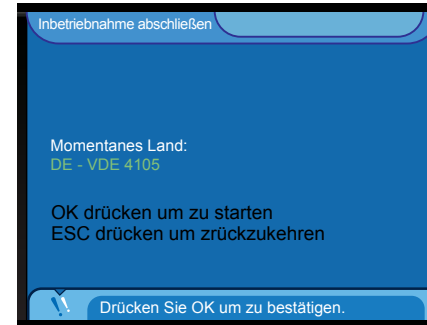 Inbetriebnahme abschließen
Momentanes Land:
DE - VDE 4105
OK drücken um zu starten
ESC drücken um zrückzukehren
Drücken Sie OK um zu bestätigen.